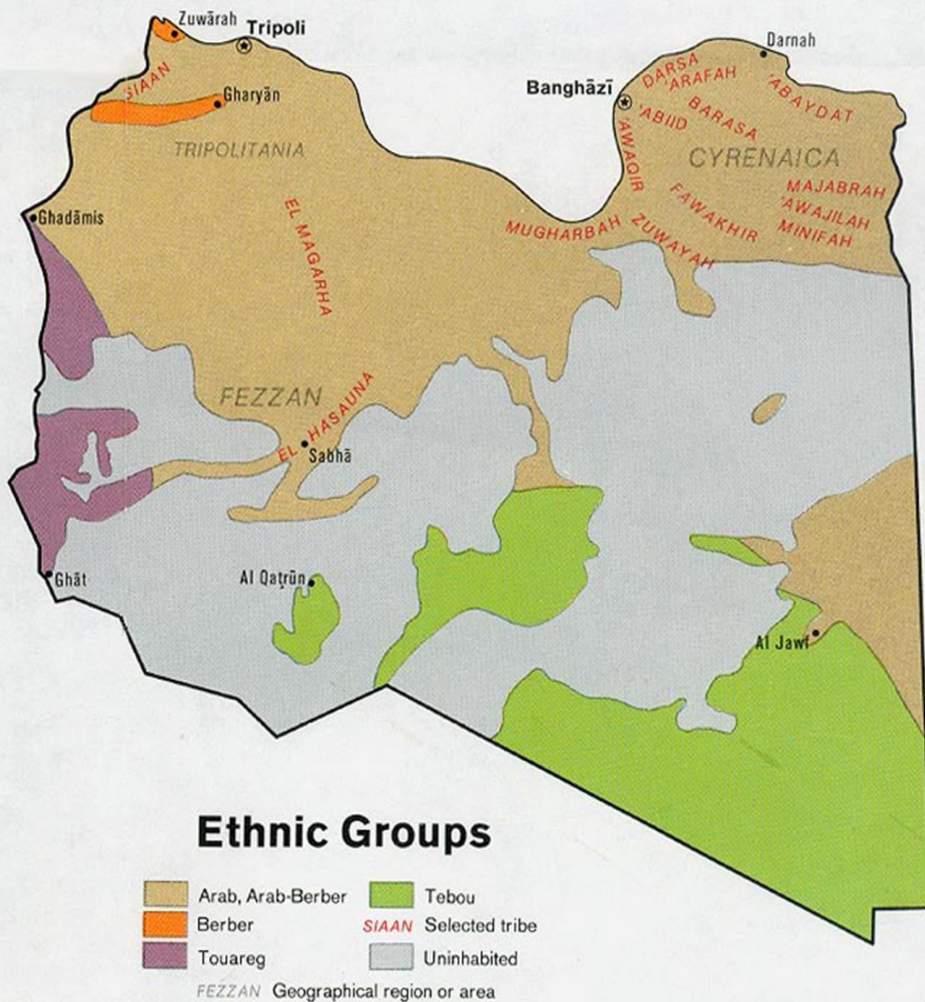 Zuwārah
Tripoli
SIAAN
Gharyān
TRIPOLITANIA
Ghadāmis
EL MAGARHA
FEZZAN
EL HASAUNA
Sabhā
Ghāt
Al Qaṭrūn
Darnah
Banghāzī
DARSA
'ARAFAH
'ABAYDAT
'ABIID
BARASA
'AWAQIR
CYRENAICA
MAJABRAH
'AWAJILAH
MINIFAH
FAWAKHIR
MUGHARBAH
ZUWAYAH
Al Jawf
Ethnic Groups
Arab, Arab-Berber
Berber
Touareg
Tebou
SIAAN Selected tribe
Uninhabited
FEZZAN Geographical region or area